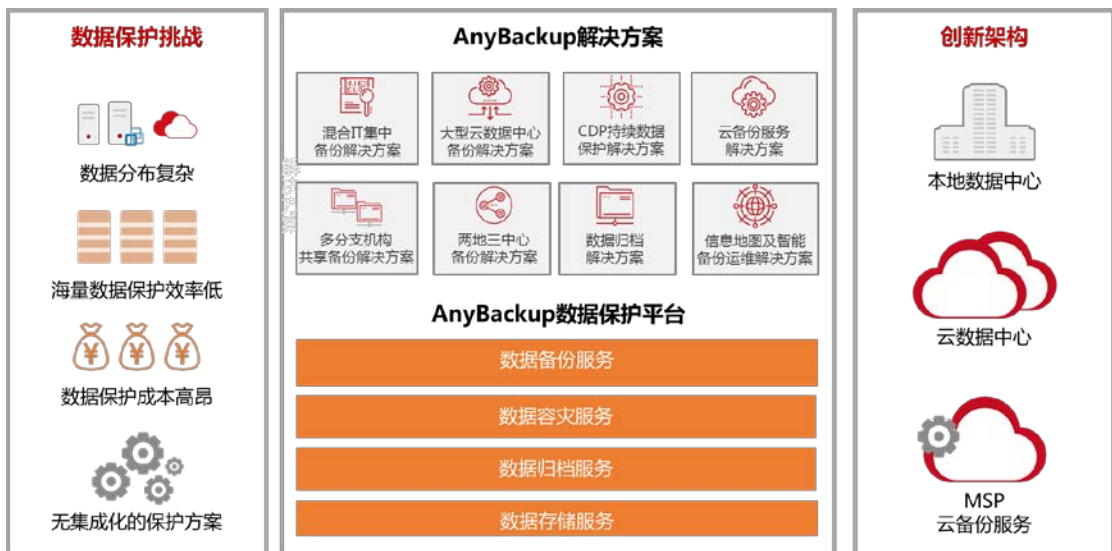 数据保护挑战
数据分布复杂
海量数据保护效率低
¥ ¥ ¥
数据保护成本高昂
无集成化的保护方案
AnyBackup解决方案
混合IT集中
备份解决方案
大型云数据中心
备份解决方案
CDP持续数据
保护解决方案
云备份服务
解决方案
多分支机构
共享备份解决方案
两地三中心
备份解决方案
数据归档
解决方案
信息地图及智能
备份运维解决方案
AnyBackup数据保护平台
数据备份服务
数据容灾服务
数据归档服务
数据存储服务
创新架构
本地数据中心
云数据中心
MSP
云备份服务